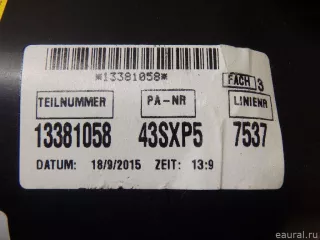 *13381058*
FACH 3
TEILNUMMER PA-NR LINIENR
13381058 43SXP5 7537
DATUM: 18/9/2015 ZEIT: 13:9
eaural.ru